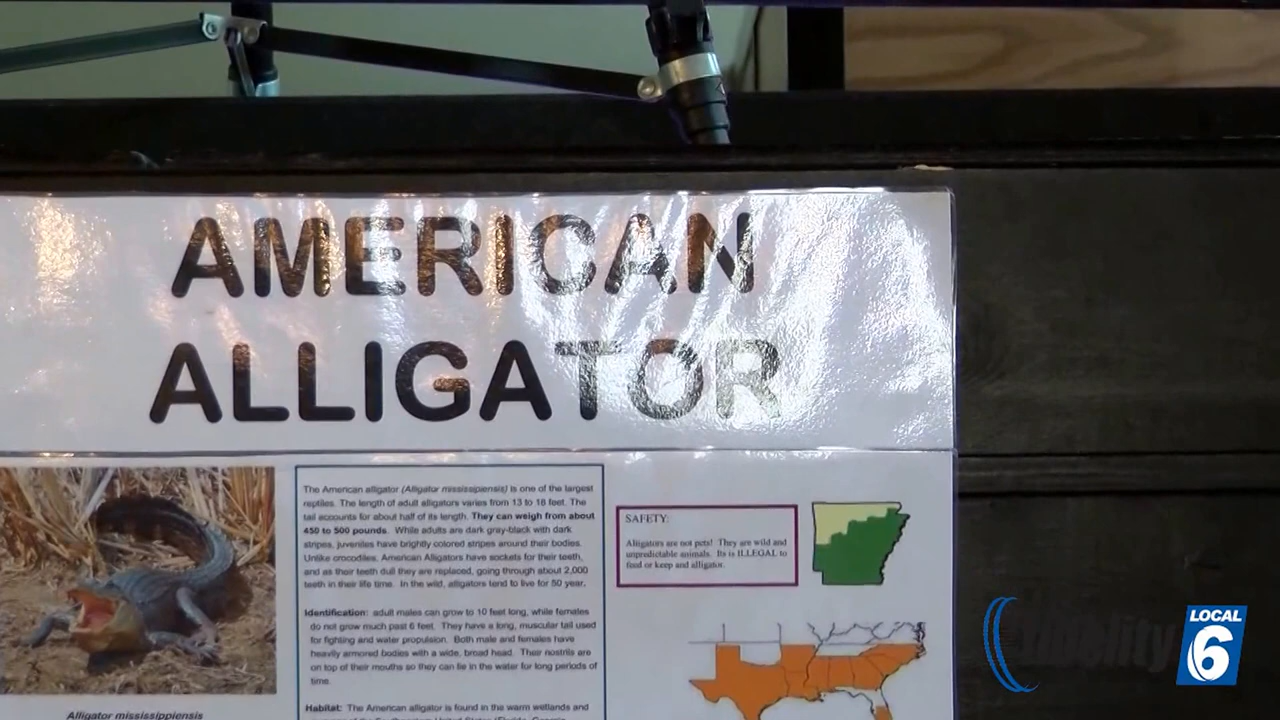 AMERICAN
ALLIGATOR
The American alligator (Alligator mississipiensis) is one of the largest
reptiles. The length of adult alligators varies from 13 to 18 feet. The
tail accounts for about half of its length. They can weigh from about
450 to 500 pounds. While adults are dark gray-black with dark
stripes, juveniles have brightly colored stripes around their bodies.
Unlike crocodiles, American Alligators have sockets for their teeth,
and as their teeth dull they are replaced, going through about 2,000
teeth in their life time. In the wild, alligators tend to live for 50 year.
Identification: adult males can grow to 10 feet long, while females
do not grow much past 6 feet. They have a long, muscular tail used
for fighting and water propulsion. Both male and females have
heavily armored bodies with a wide, broad head. Their nostrils are
on top of their mouths so they can lie in the water for long periods of
time.
Habitat: The American alligator is found in the warm wetlands and
SAFETY:
Alligators are not pets! They are wild and
unpredictable animals. Its is ILLEGAL to
feed or keep and alligator.
Alligator mississippiensis
LOCAL
6